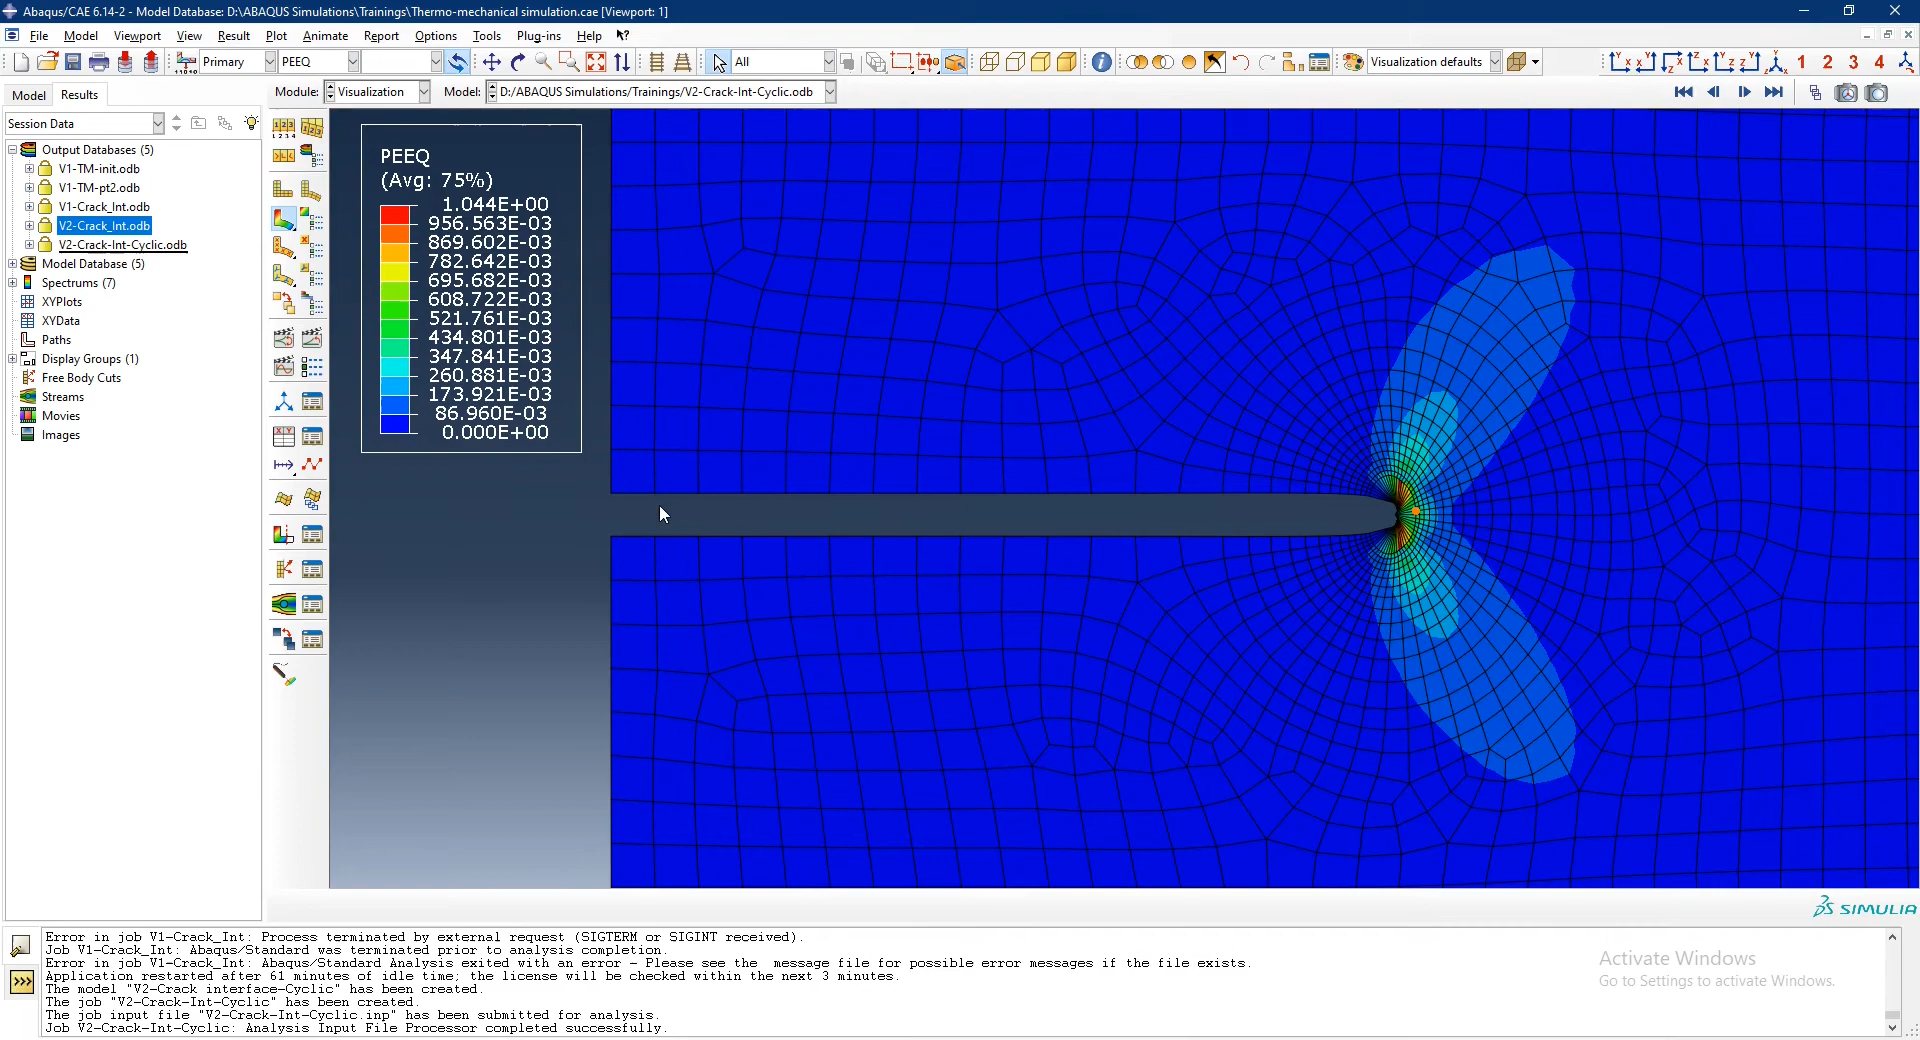 Abaqus/CAE 6.14-2 - Model Database: D:\ABAQUS Simulations\Trainings\Thermo-mechanical simulation.cae [Viewport: 1]
File Model Viewport View Result Plot Animate Report Options Tools Plug-ins Help
Primary PEEQ All Visualization defaults 1 2 3 4
Model Results Module: Visualization Model: D:/ABAQUS Simulations/Trainings/V2-Crack-Int-Cyclic.odb
Session Data
Output Databases (5)
V1-TM-init.odb
V1-TM-pt2.odb
V1-Crack_Int.odb
V2-Crack_Int.odb
V2-Crack-Int-Cyclic.odb
Model Database (5)
Spectrums (7)
XYPlots
XYData
Paths
Display Groups (1)
Free Body Cuts
Streams
Movies
Images
PEEQ
(Avg: 75%)
1.044E+00
956.563E-03
869.602E-03
782.642E-03
695.682E-03
608.722E-03
521.761E-03
434.801E-03
347.841E-03
260.881E-03
173.921E-03
86.960E-03
0.000E+00
SIMULIA
Error in job V1-Crack_Int: Process terminated by external request (SIGTERM or SIGINT received).
Job V1-Crack_Int: Abaqus/Standard was terminated prior to analysis completion.
Error in job V1-Crack_Int: Abaqus/Standard Analysis exited with an error - Please see the message file for possible error messages if the file exists.
Application restarted after 61 minutes of idle time; the license will be checked within the next 3 minutes.
The model "V2-Crack interface-Cyclic" has been created.
The job "V2-Crack-Int-Cyclic" has been created.
The job input file "V2-Crack-Int-Cyclic.inp" has been submitted for analysis.
Job V2-Crack-Int-Cyclic: Analysis Input File Processor completed successfully.
Activate Windows
Go to Settings to activate Windows.